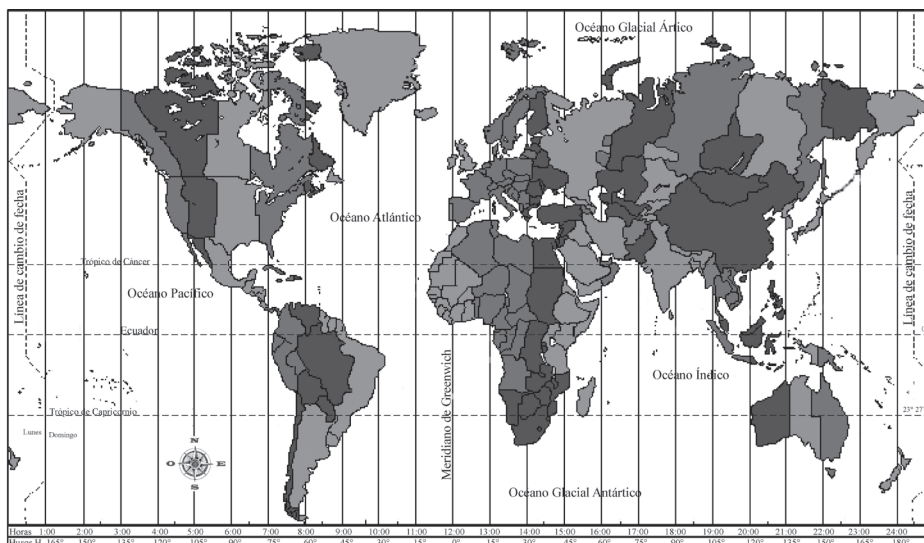 Océano Glacial Ártico
Línea de cambio de fecha
Océano Atlántico
Línea de cambio de fecha
Trópico de Cáncer
Océano Pacífico
Ecuador
Océano Índico
Meridiano de Greenwich
Trópico de Capricornio
23° 27'
Lunes Domingo
N
O E
S
Oceano Glacial Antártico
Horas 1:00 2:00 3:00 4:00 5:00 6:00 7:00 8:00 9:00 10:00 11:00 12:00 13:00 14:00 15:00 16:00 17:00 18:00 19:00 20:00 21:00 22:00 23:00 24:00
Husos H. 165° 150° 135° 120° 105° 90° 75° 60° 45° 30° 15° 0° 15° 30° 45° 60° 75° 90° 105° 120° 135° 150° 165° 180°